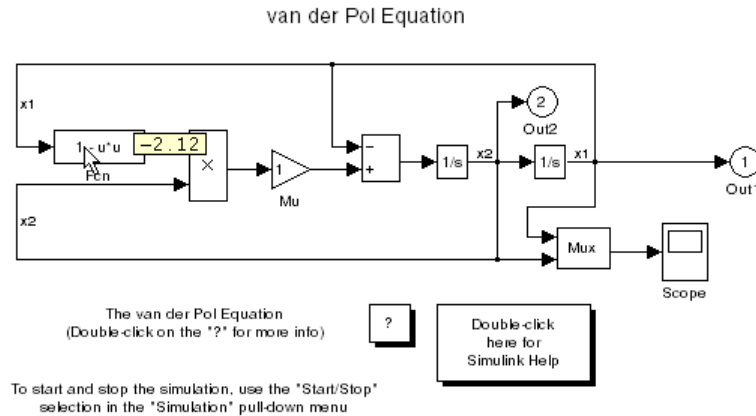 van der Pol Equation
x1
1 - u*u
-2.12
Fcn
×
x2
1
Mu
−
+
1/s
x2
2
Out2
1/s
x1
1
Out1
Mux
Scope
The van der Pol Equation
(Double-click on the "?" for more info)
?
Double-click
here for
Simulink Help
To start and stop the simulation, use the "Start/Stop"
selection in the "Simulation" pull-down menu